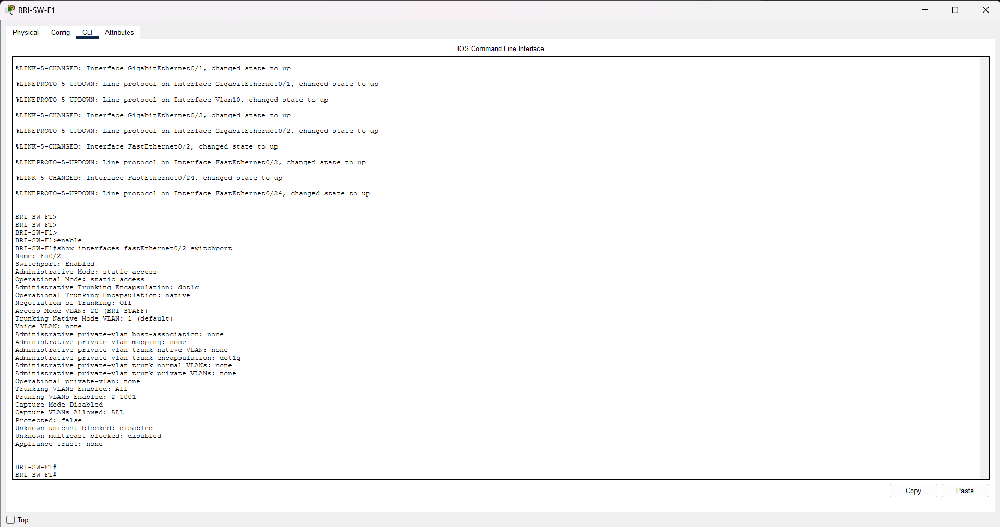 BRI-SW-F1
Physical Config CLI Attributes
IOS Command Line Interface
%LINK-5-CHANGED: Interface GigabitEthernet0/1, changed state to up
%LINEPROTO-5-UPDOWN: Line protocol on Interface GigabitEthernet0/1, changed state to up
%LINEPROTO-5-UPDOWN: Line protocol on Interface Vlan10, changed state to up
%LINK-5-CHANGED: Interface GigabitEthernet0/2, changed state to up
%LINEPROTO-5-UPDOWN: Line protocol on Interface GigabitEthernet0/2, changed state to up
%LINK-5-CHANGED: Interface FastEthernet0/2, changed state to up
%LINEPROTO-5-UPDOWN: Line protocol on Interface FastEthernet0/2, changed state to up
%LINK-5-CHANGED: Interface FastEthernet0/24, changed state to up
%LINEPROTO-5-UPDOWN: Line protocol on Interface FastEthernet0/24, changed state to up
BRI-SW-F1>
BRI-SW-F1>
BRI-SW-F1>
BRI-SW-F1>enable
BRI-SW-F1#show interfaces fastEthernet0/2 switchport
Name: Fa0/2
Switchport: Enabled
Administrative Mode: static access
Operational Mode: static access
Administrative Trunking Encapsulation: dot1q
Operational Trunking Encapsulation: native
Negotiation of Trunking: Off
Access Mode VLAN: 20 (BRI-STAFF)
Trunking Native Mode VLAN: 1 (default)
Voice VLAN: none
Administrative private-vlan host-association: none
Administrative private-vlan mapping: none
Administrative private-vlan trunk native VLAN: none
Administrative private-vlan trunk encapsulation: dot1q
Administrative private-vlan trunk normal VLANs: none
Administrative private-vlan trunk private VLANs: none
Operational private-vlan: none
Trunking VLANs Enabled: All
Pruning VLANs Enabled: 2-1001
Capture Mode Disabled
Capture VLANs Allowed: ALL
Protected: false
Unknown unicast blocked: disabled
Unknown multicast blocked: disabled
Appliance trust: none
BRI-SW-F1#
BRI-SW-F1#
Copy Paste
Top